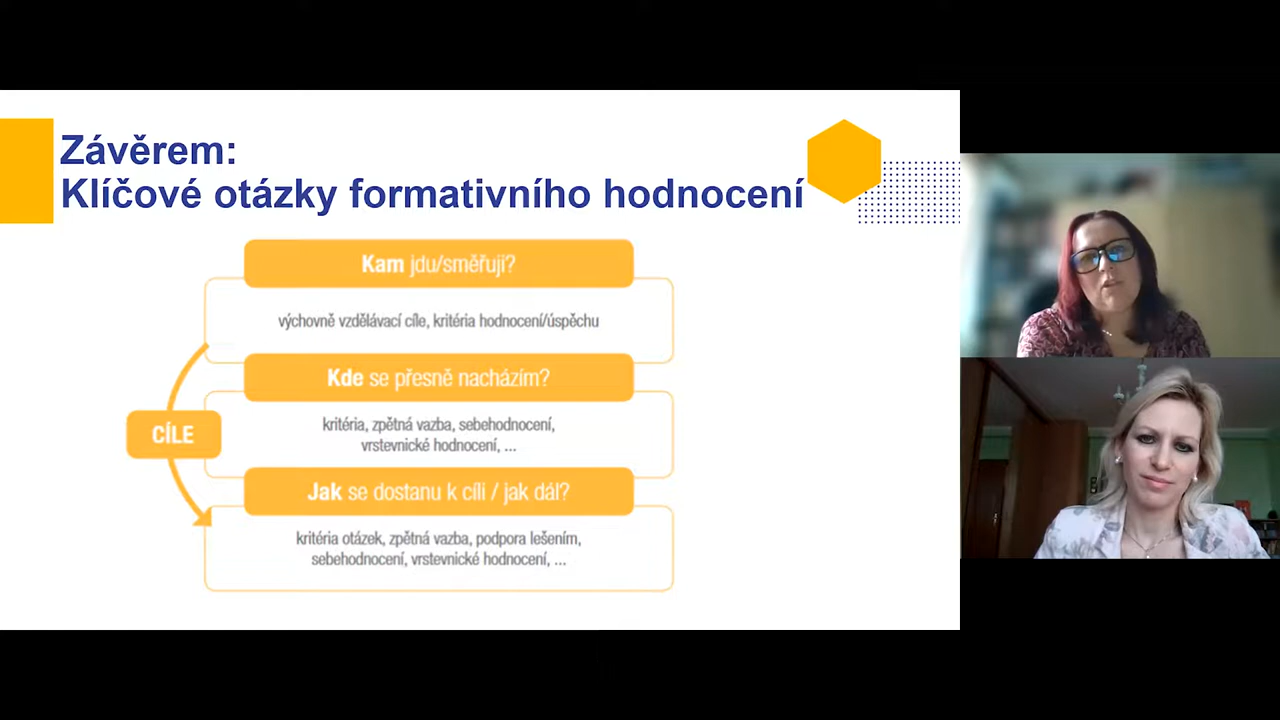 Závěrem:
Klíčové otázky formativního hodnocení
Kam jdu/směřuji?
výchovně vzdělávací cíle, kritéria hodnocení/úspěchu
Kde se přesně nacházím?
kritéria, zpětná vazba, sebehodnocení,
vrstevnické hodnocení, ...
CÍLE
Jak se dostanu k cíli / jak dál?
kritéria otázek, zpětná vazba, podpora lešením,
sebehodnocení, vrstevnické hodnocení, ...